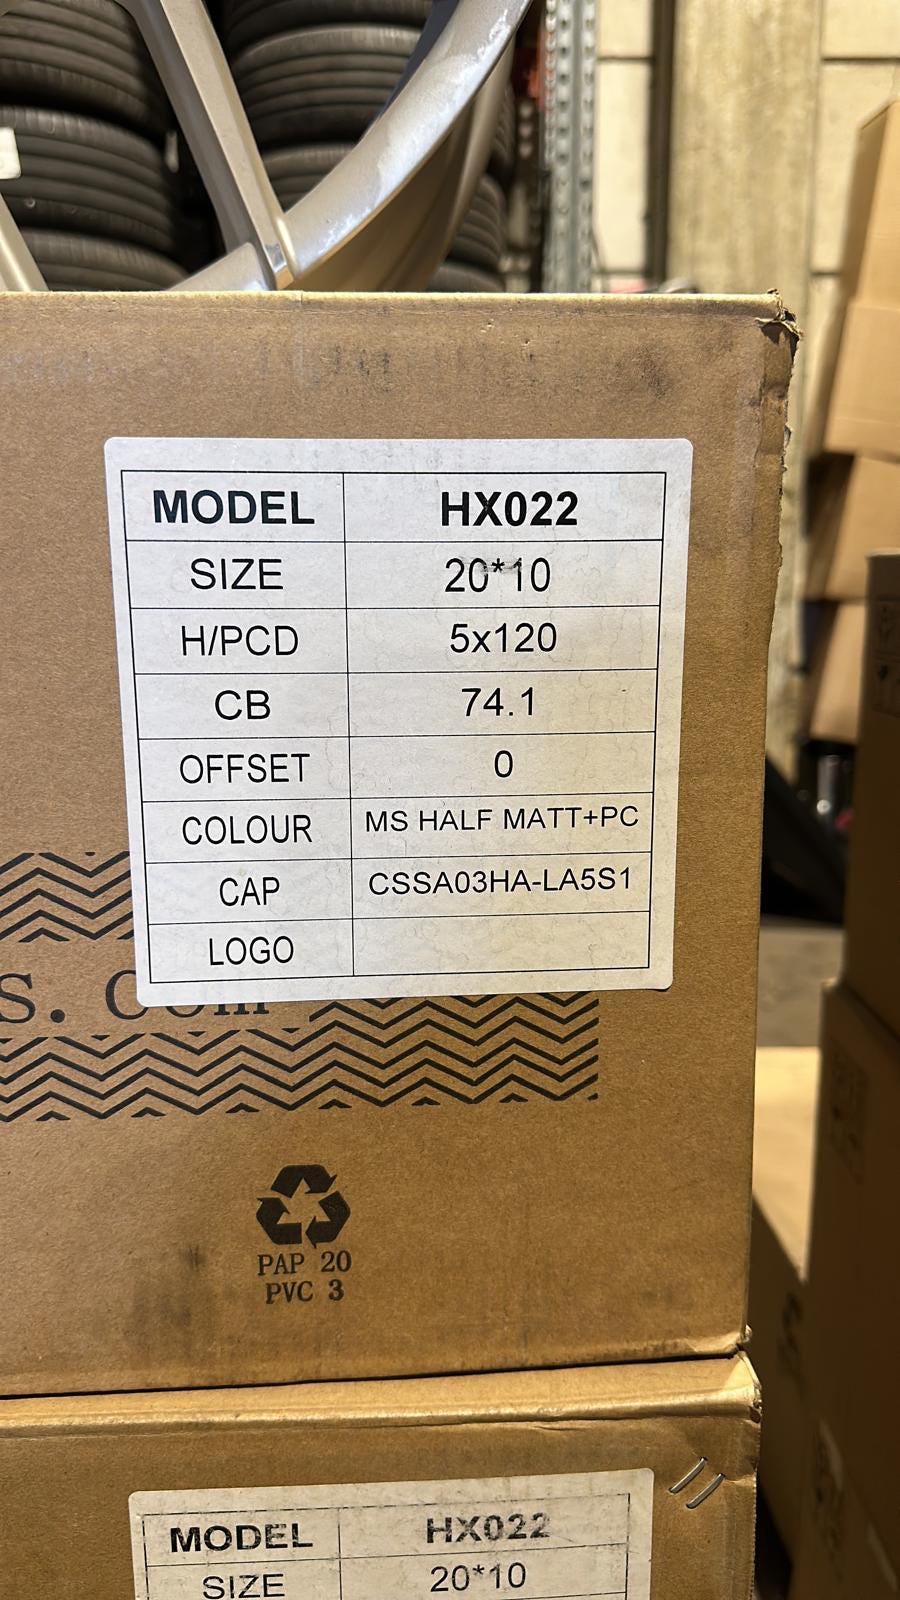 MODEL HX022
SIZE 20*10
H/PCD 5x120
CB 74.1
OFFSET 0
COLOUR MS HALF MATT+PC
CAP CSSA03HA-LA5S1
LOGO
s. Com
PAP 20
PVC 3
MODEL HX022
SIZE 20*10